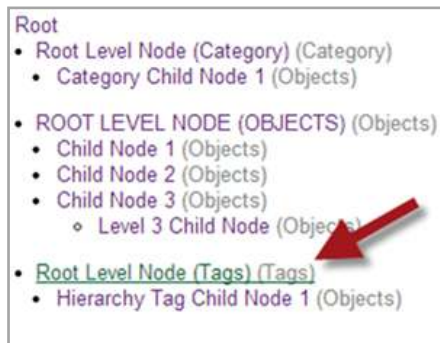 Root
Root Level Node (Category) (Category)
Category Child Node 1 (Objects)
ROOT LEVEL NODE (OBJECTS) (Objects)
Child Node 1 (Objects)
Child Node 2 (Objects)
Child Node 3 (Objects)
Level 3 Child Node (Objects)
Root Level Node (Tags) (Tags)
Hierarchy Tag Child Node 1 (Objects)